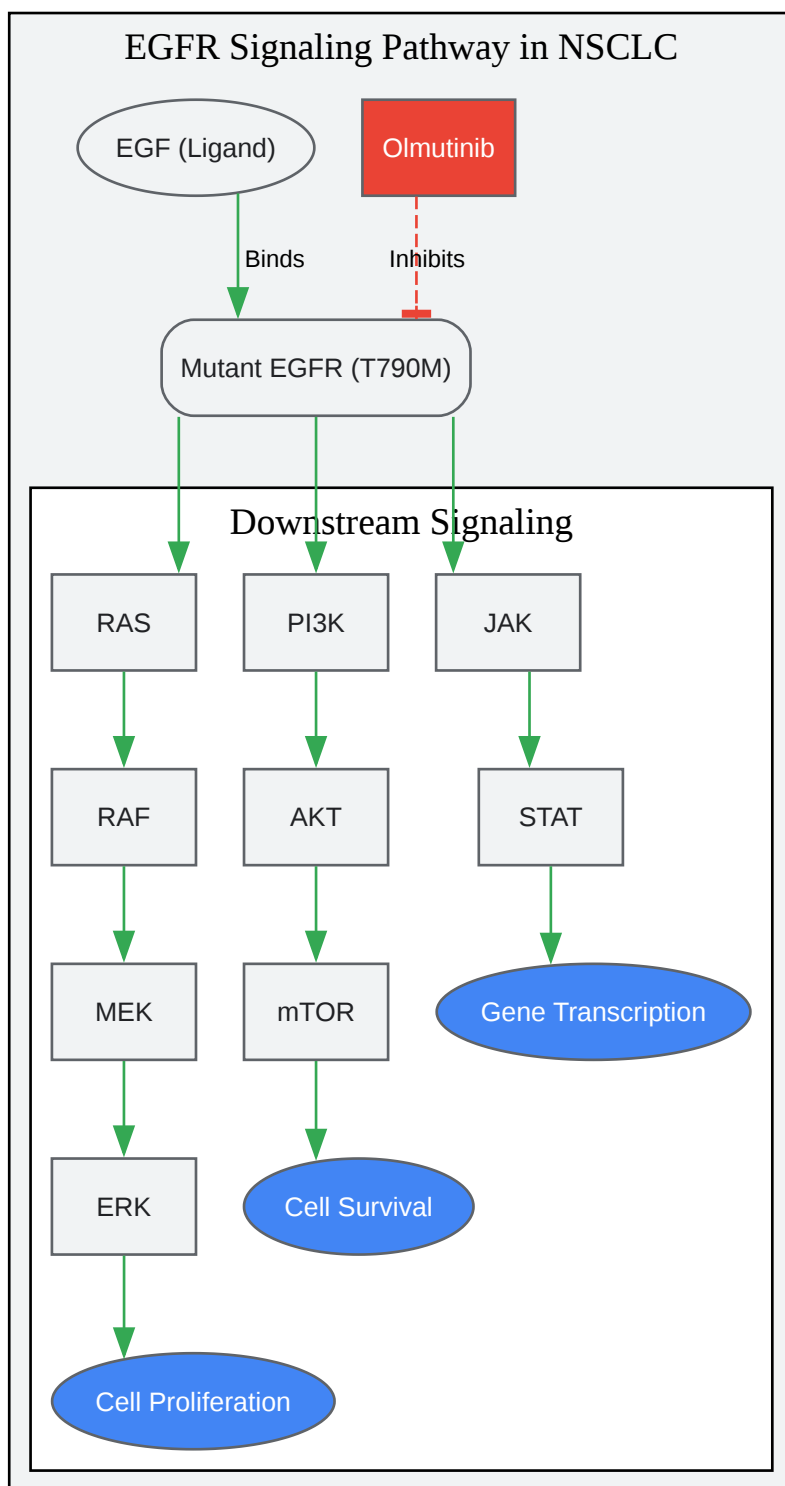 EGFR Signaling Pathway in NSCLC
EGF (Ligand)
Olmutinib
Binds
Inhibits
Mutant EGFR (T790M)
Downstream Signaling
RAS
PI3K
JAK
RAF
AKT
STAT
MEK
mTOR
Gene Transcription
ERK
Cell Survival
Cell Proliferation